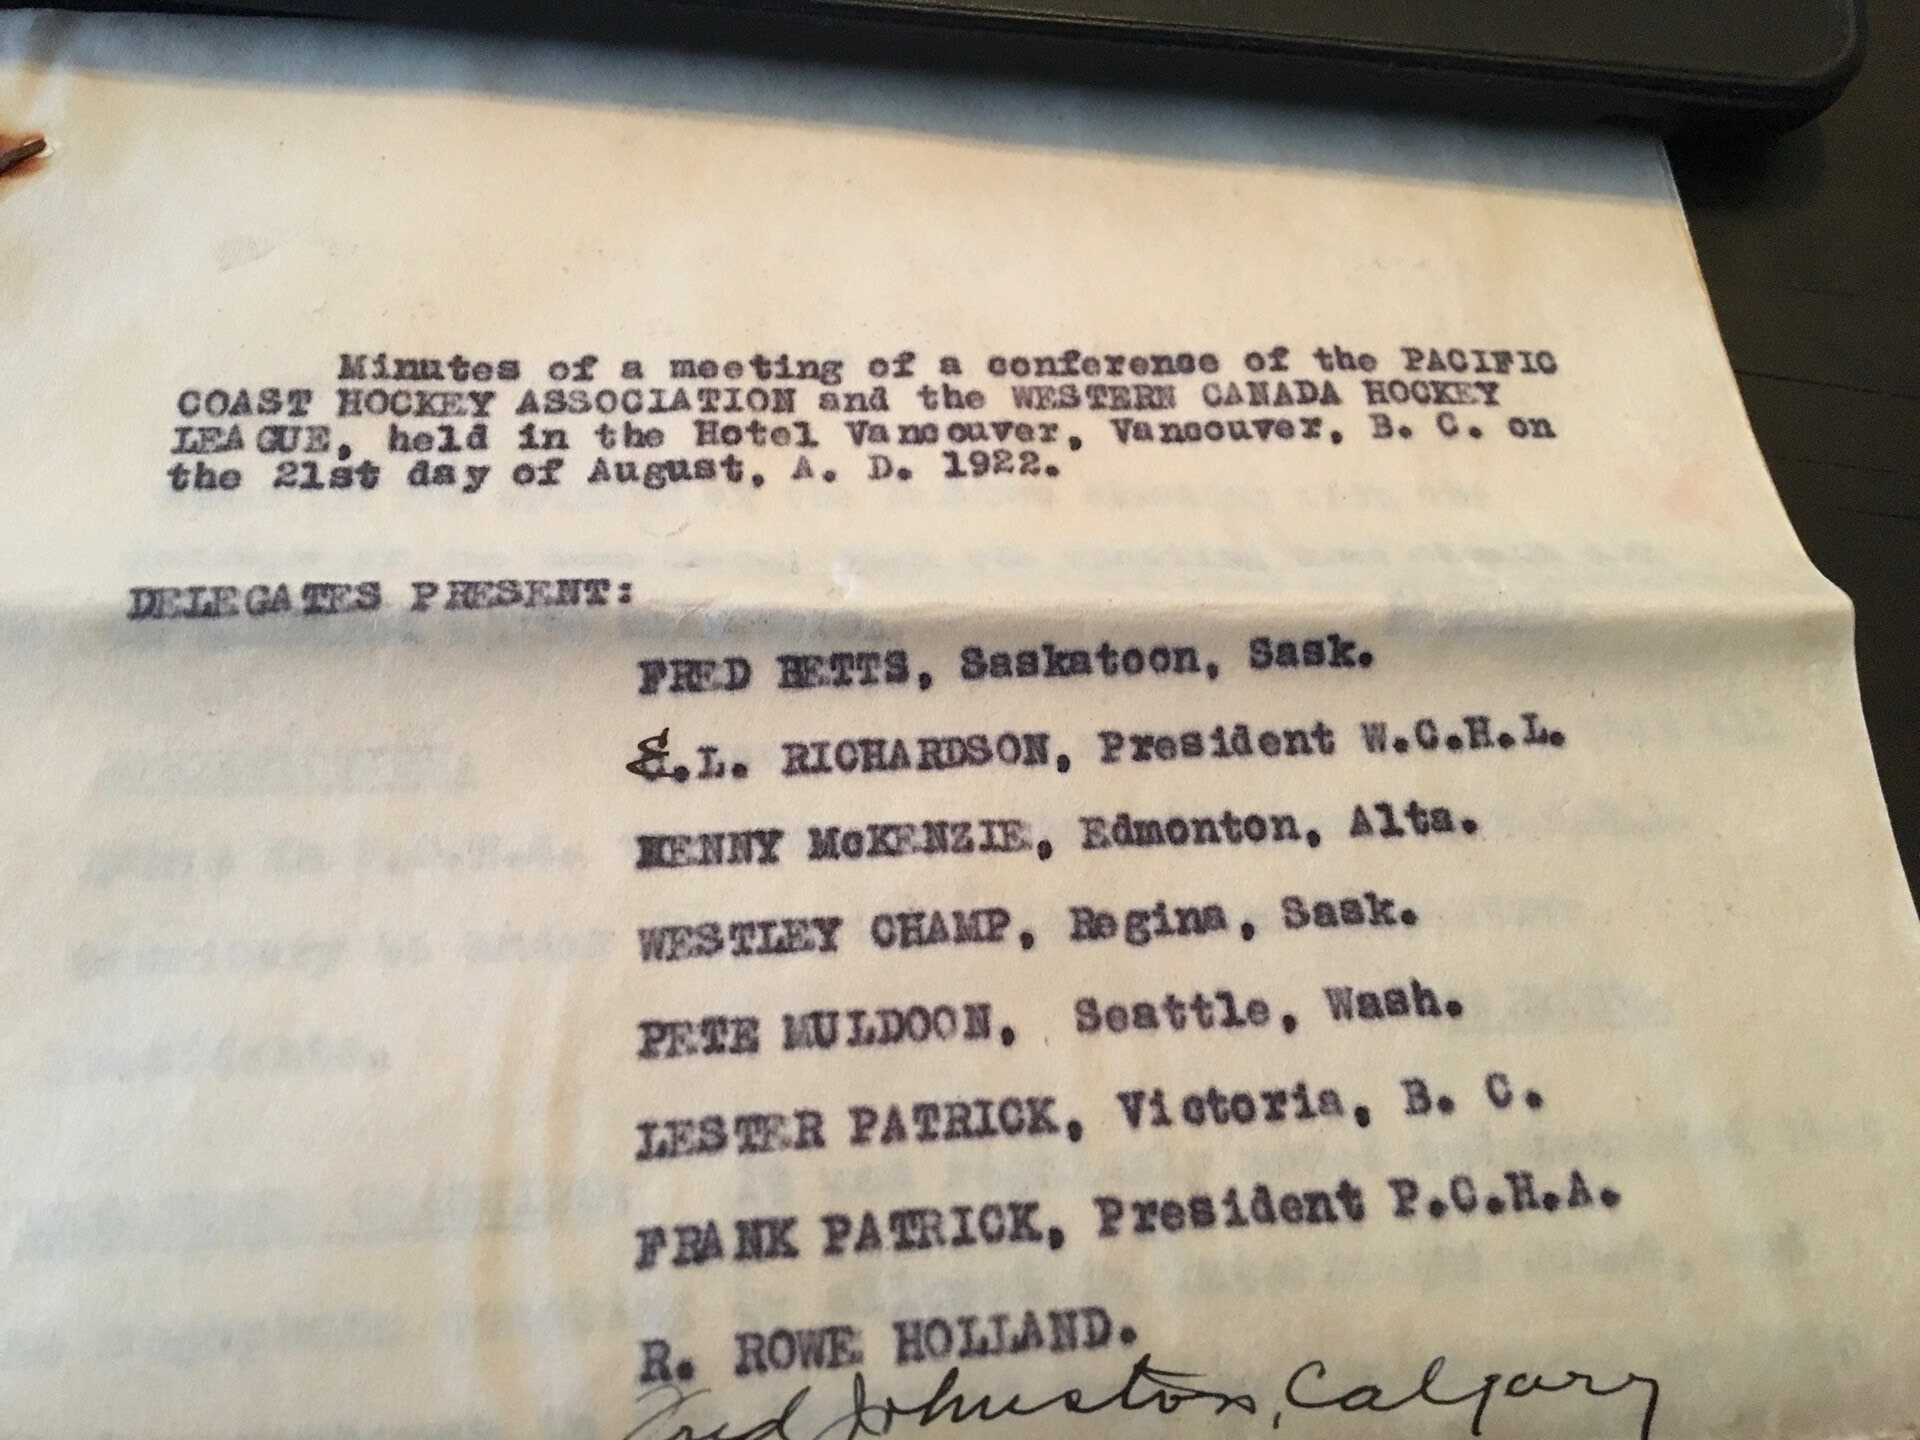 Minutes of a meeting of a conference of the PACIFIC
COAST HOCKEY ASSOCIATION and the WESTERN CANADA HOCKEY
LEAGUE, held in the Hotel Vancouver, Vancouver, B. C. on
the 21st day of August, A. D. 1922.
DELEGATES PRESENT:
FRED BETTS, Saskatoon, Sask.
E.L. RICHARDSON, President W.C.H.L.
KENNY McKENZIE, Edmonton, Alta.
WESTLEY CHAMP, Regina, Sask.
PETE MULDOON, Seattle, Wash.
LESTER PATRICK, Victoria, B. C.
FRANK PATRICK, President P.C.H.A.
R. ROWE HOLLAND.
Fred Johnston, Calgary